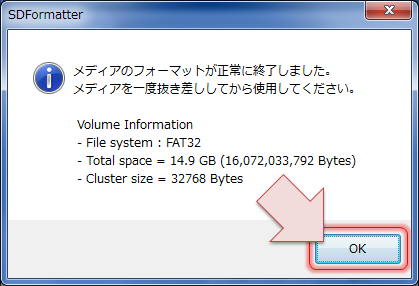 SDFormatter
メディアのフォーマットが正常に終了しました。
メディアを一度抜き差ししてから使用してください。
Volume Information
- File system : FAT32
- Total space = 14.9 GB (16,072,033,792 Bytes)
- Cluster size = 32768 Bytes
OK